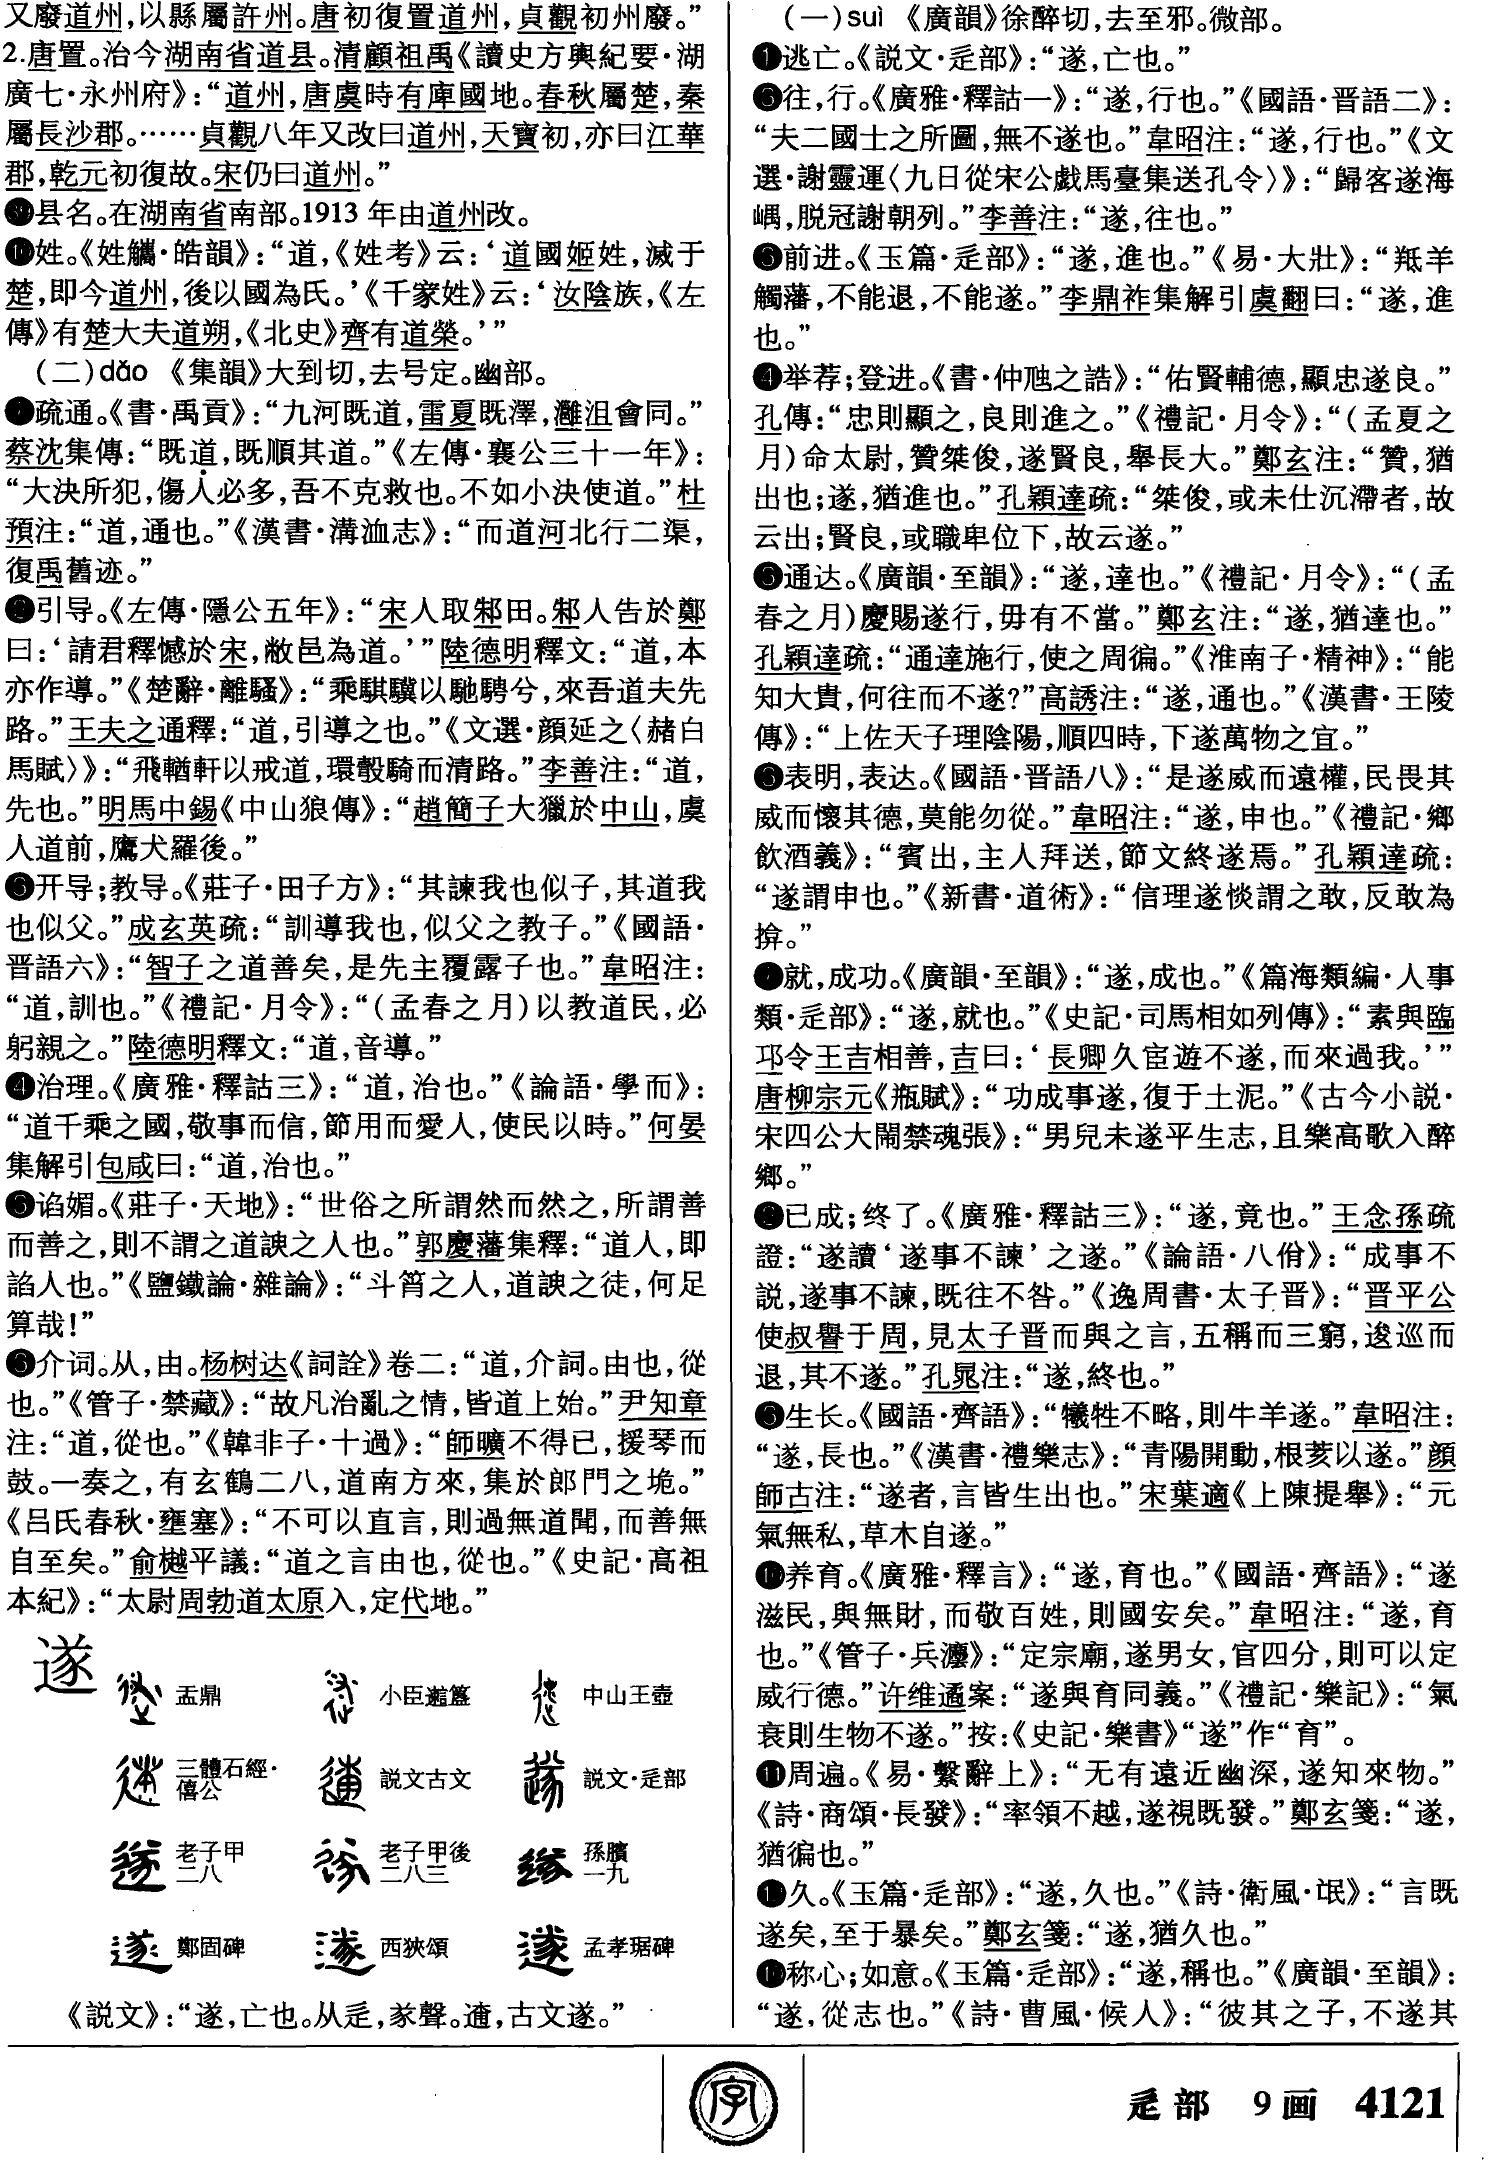 又廢道州，以縣屬許州。唐初復置道州，貞觀初州廢。”
2.唐置。治今湖南省道县。清顧祖禹《讀史方輿紀要·湖
廣七·永州府》：“道州，唐虞時有庳國地。春秋屬楚，秦
屬長沙郡。……貞觀八年又改曰道州，天寶初，亦曰江華
郡，乾元初復故。宋仍曰道州。”
㊴县名。在湖南省南部。1913 年由道州改。
㊵姓。《姓觿·皓韻》：“道，《姓考》云：‘道國姬姓，滅于
楚，即今道州，後以國為氏。’《千家姓》云：‘汝陰族，《左
傳》有楚大夫道朔，《北史》齊有道榮。’”
（二）dǎo 《集韻》大到切，去号定。幽部。
❶疏通。《書·禹貢》：“九河既道，雷夏既澤，灉沮會同。”
蔡沈集傳：“既道，既順其道。”《左傳·襄公三十一年》：
“大決所犯，傷人必多，吾不克救也。不如小決使道。”杜
預注：“道，通也。”《漢書·溝洫志》：“而道河北行二渠，
復禹舊迹。”
❷引导。《左傳·隱公五年》：“宋人取邾田。邾人告於鄭
曰：‘請君釋憾於宋，敝邑為道。’”陸德明釋文：“道，本
亦作導。”《楚辭·離騷》：“乘騏驥以馳騁兮，來吾道夫先
路。”王夫之通釋：“道，引導之也。”《文選·顔延之〈赭白
馬賦〉》：“飛輶軒以戒道，環彀騎而清路。”李善注：“道，
先也。”明馬中錫《中山狼傳》：“趙簡子大獵於中山，虞
人道前，鷹犬羅後。”
❸开导；教导。《莊子·田子方》：“其諫我也似子，其道我
也似父。”成玄英疏：“訓導我也，似父之教子。”《國語·
晋語六》：“智子之道善矣，是先主覆露子也。”韋昭注：
“道，訓也。”《禮記·月令》：“（孟春之月）以教道民，必
躬親之。”陸德明釋文：“道，音導。”
❹治理。《廣雅·釋詁三》：“道，治也。”《論語·學而》：
“道千乘之國，敬事而信，節用而愛人，使民以時。”何晏
集解引包咸曰：“道，治也。”
❺谄媚。《莊子·天地》：“世俗之所謂然而然之，所謂善
而善之，則不謂之道諛之人也。”郭慶藩集釋：“道人，即
諂人也。”《鹽鐵論·雜論》：“斗筲之人，道諛之徒，何足
算哉！”
❻介词。从，由。杨树达《詞詮》卷二：“道，介詞。由也，從
也。”《管子·禁藏》：“故凡治亂之情，皆道上始。”尹知章
注：“道，從也。”《韓非子·十過》：“師曠不得已，援琴而
鼓。一奏之，有玄鶴二八，道南方來，集於郎門之垝。”
《吕氏春秋·壅塞》：“不可以直言，則過無道聞，而善無
自至矣。”俞樾平議：“道之言由也，從也。”《史記·高祖
本紀》：“太尉周勃道太原入，定代地。”
遂
盂鼎 小臣𧽙簋 中山王壺
三體石經·僖公 説文古文 説文·辵部
老子甲二八 老子甲後二八三 孫臏一九
鄭固碑 西狹頌 孟孝琚碑
《説文》：“遂，亡也。从辵，㒸聲。𨔯，古文遂。”
（一）suì 《廣韻》徐醉切，去至邪。微部。
❶逃亡。《説文·辵部》：“遂，亡也。”
❷往，行。《廣雅·釋詁一》：“遂，行也。”《國語·晋語二》：
“夫二國士之所圖，無不遂也。”韋昭注：“遂，行也。”《文
選·謝靈運〈九日從宋公戲馬臺集送孔令〉》：“歸客遂海
嵎，脱冠謝朝列。”李善注：“遂，往也。”
❸前进。《玉篇·辵部》：“遂，進也。”《易·大壯》：“羝羊
觸藩，不能退，不能遂。”李鼎祚集解引虞翻曰：“遂，進
也。”
❹举荐；登进。《書·仲虺之誥》：“佑賢輔德，顯忠遂良。”
孔傳：“忠則顯之，良則進之。”《禮記·月令》：“（孟夏之
月）命太尉，贊桀俊，遂賢良，舉長大。”鄭玄注：“贊，猶
出也；遂，猶進也。”孔穎達疏：“桀俊，或未仕沉滯者，故
云出；賢良，或職卑位下，故云遂。”
❺通达。《廣韻·至韻》：“遂，達也。”《禮記·月令》：“（孟
春之月）慶賜遂行，毋有不當。”鄭玄注：“遂，猶達也。”
孔穎達疏：“通達施行，使之周徧。”《淮南子·精神》：“能
知大貴，何往而不遂？”高誘注：“遂，通也。”《漢書·王陵
傳》：“上佐天子理陰陽，順四時，下遂萬物之宜。”
❻表明，表达。《國語·晋語八》：“是遂威而遠權，民畏其
威而懷其德，莫能勿從。”韋昭注：“遂，申也。”《禮記·鄉
飲酒義》：“賓出，主人拜送，節文終遂焉。”孔穎達疏：
“遂謂申也。”《新書·道術》：“信理遂惔謂之敢，反敢為
揜。”
❼就，成功。《廣韻·至韻》：“遂，成也。”《篇海類編·人事
類·辵部》：“遂，就也。”《史記·司馬相如列傳》：“素與臨
邛令王吉相善，吉曰：‘長卿久宦遊不遂，而來過我。’”
唐柳宗元《瓶賦》：“功成事遂，復于土泥。”《古今小説·
宋四公大鬧禁魂張》：“男兒未遂平生志，且樂高歌入醉
鄉。”
❽已成；终了。《廣雅·釋詁三》：“遂，竟也。”王念孫疏
證：“遂讀‘遂事不諫’之遂。”《論語·八佾》：“成事不
説，遂事不諫，既往不咎。”《逸周書·太子晋》：“晋平公
使叔譽于周，見太子晋而與之言，五稱而三窮，逡巡而
退，其不遂。”孔晁注：“遂，終也。”
❾生长。《國語·齊語》：“犧牲不略，則牛羊遂。”韋昭注：
“遂，長也。”《漢書·禮樂志》：“青陽開動，根荄以遂。”顔
師古注：“遂者，言皆生出也。”宋葉適《上陳提舉》：“元
氣無私，草木自遂。”
❿养育。《廣雅·釋言》：“遂，育也。”《國語·齊語》：“遂
滋民，與無財，而敬百姓，則國安矣。”韋昭注：“遂，育
也。”《管子·兵灋》：“定宗廟，遂男女，官四分，則可以定
威行德。”许维遹案：“遂與育同義。”《禮記·樂記》：“氣
衰則生物不遂。”按：《史記·樂書》“遂”作“育”。
⓫周遍。《易·繫辭上》：“无有遠近幽深，遂知來物。”
《詩·商頌·長發》：“率領不越，遂視既發。”鄭玄箋：“遂，
猶徧也。”
⓬久。《玉篇·辵部》：“遂，久也。”《詩·衛風·氓》：“言既
遂矣，至于暴矣。”鄭玄箋：“遂，猶久也。”
⓭称心；如意。《玉篇·辵部》：“遂，稱也。”《廣韻·至韻》：
“遂，從志也。”《詩·曹風·候人》：“彼其之子，不遂其
字
辵部 9画 4121